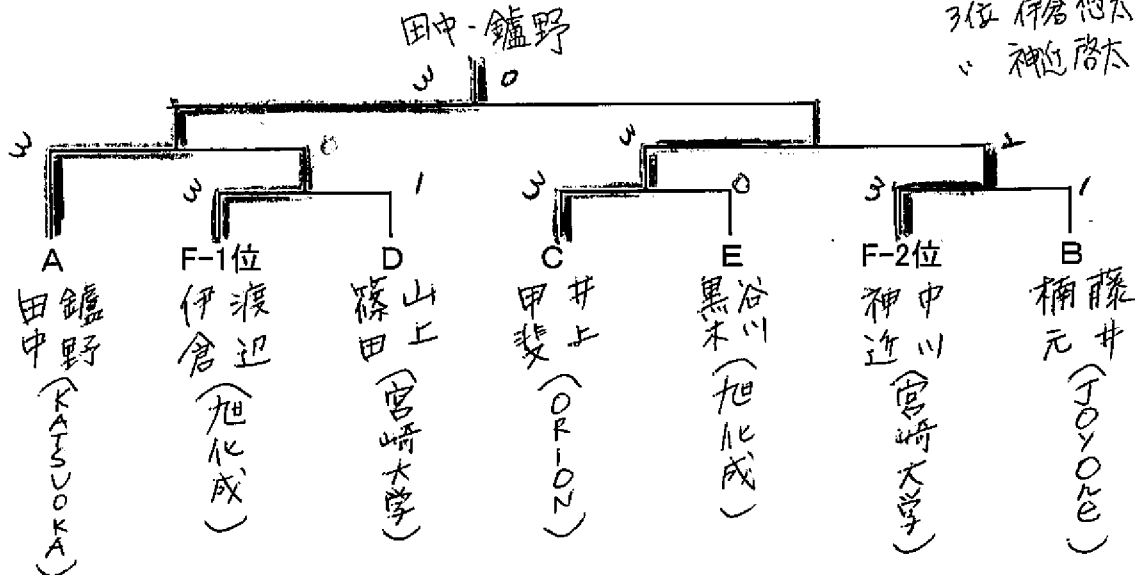 3位 伊倉 悠太
〃 神近 啓太
田中・鑪野
3 0
3 0 3 2
3 1 3 0 3 1
A F-1位 D C E F-2位 B
田中 鑪野 (KATSUOKA)
伊倉 渡辺 (旭化成)
篠田 山上 (宮崎大学)
甲斐 井上 (ORION)
黒木 谷川 (旭化成)
神近 中川 (宮崎大学)
楠元 藤井 (JOYOne)